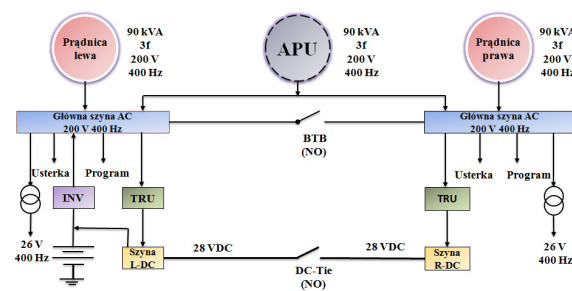 Prądnica
lewa
90 kVA
3f
200 V
400 Hz
APU
90 kVA
3f
200 V
400 Hz
Prądnica
prawa
90 kVA
3f
200 V
400 Hz
Główna szyna AC
200 V 400 Hz
BTB
(NO)
Główna szyna AC
200 V 400 Hz
Usterka
Program
Usterka
Program
INV
TRU
TRU
26 V
400 Hz
Szyna
L-DC
28 VDC
DC-Tie
(NO)
28 VDC
Szyna
R-DC
26 V
400 Hz